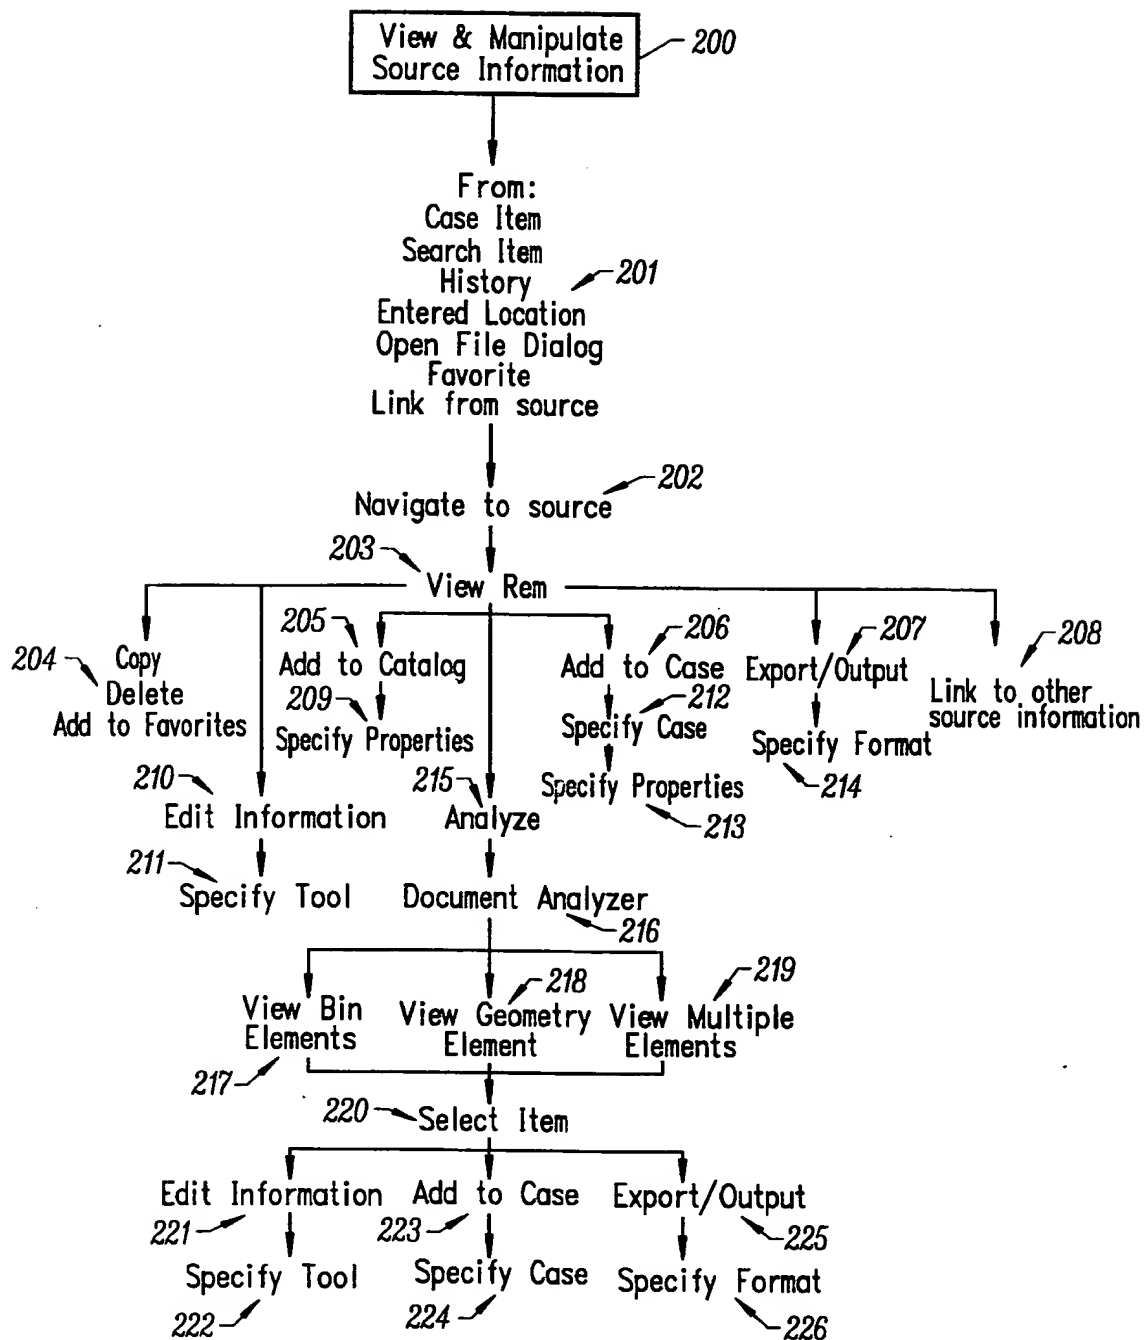 View & Manipulate
Source Information
200
From:
Case Item
Search Item
History
201
Entered Location
Open File Dialog
Favorite
Link from source
202
Navigate to source
203
View Rem
204
Copy
Delete
Add to Favorites
205
Add to Catalog
209
Specify Properties
206
Add to Case
212
Specify Case
Specify Properties
213
207
Export/Output
Specify Format
214
208
Link to other
source information
210
Edit Information
211
Specify Tool
215
Analyze
Document Analyzer
216
View Bin
Elements
217
218
View Geometry
Element
219
View Multiple
Elements
220
Select Item
Edit Information
221
Specify Tool
222
Add to Case
223
Specify Case
224
Export/Output
225
Specify Format
226